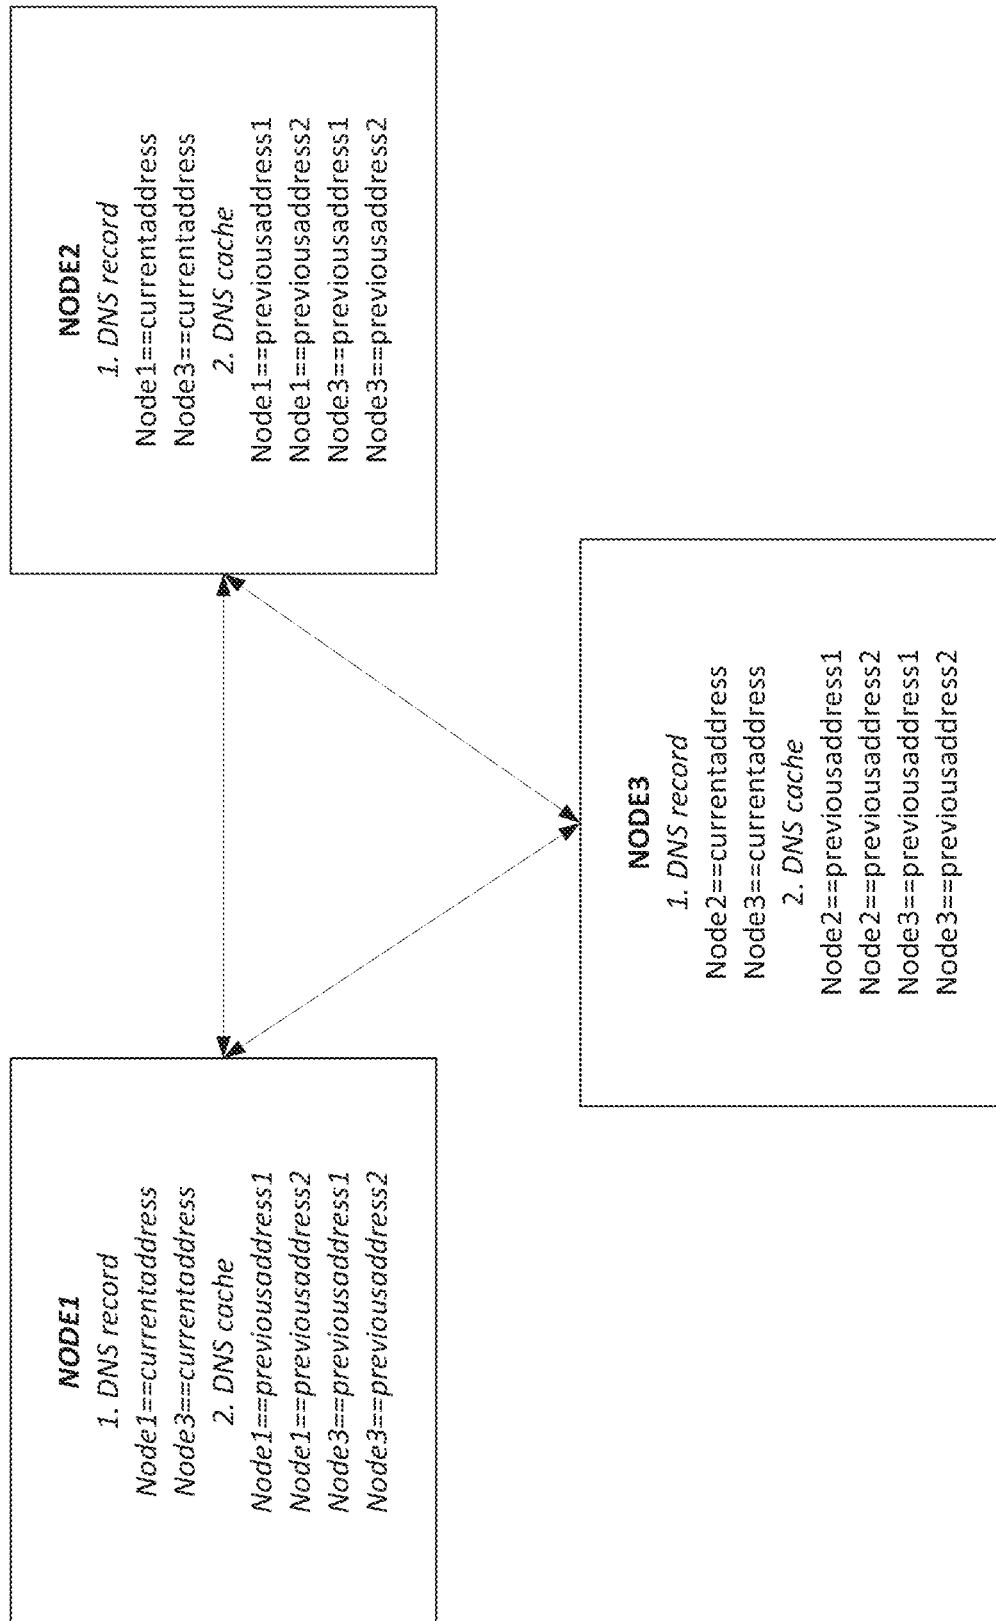 NODE1
1. DNS record
Node1==currentaddress
Node3==currentaddress
2. DNS cache
Node1==previousaddress1
Node1==previousaddress2
Node3==previousaddress1
Node3==previousaddress2
NODE2
1. DNS record
Node1==currentaddress
Node3==currentaddress
2. DNS cache
Node1==previousaddress1
Node1==previousaddress2
Node3==previousaddress1
Node3==previousaddress2
NODE3
1. DNS record
Node2==currentaddress
Node3==currentaddress
2. DNS cache
Node2==previousaddress1
Node2==previousaddress2
Node3==previousaddress1
Node3==previousaddress2